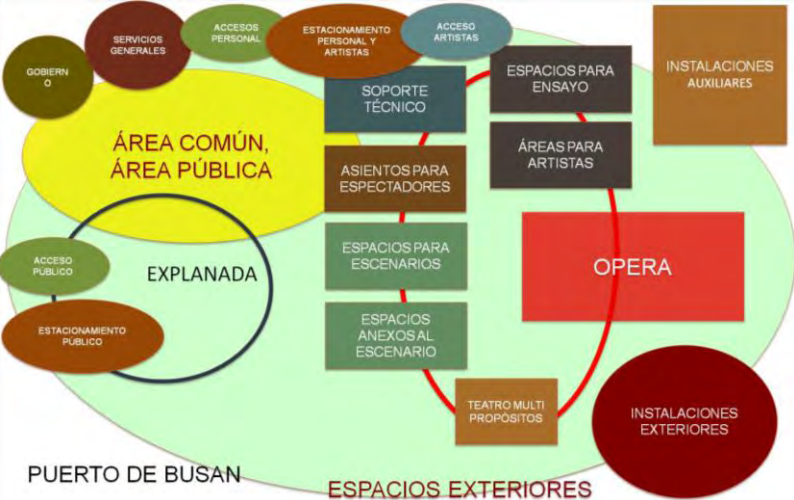 GOBIERN
O
SERVICIOS
GENERALES
ACCESOS
PERSONAL
ESTACIONAMIENTO
PERSONAL Y
ARTISTAS
ACCESO
ARTISTAS
SOPORTE
TÉCNICO
ESPACIOS PARA
ENSAYO
INSTALACIONES
AUXILIARES
ÁREA COMÚN,
ÁREA PÚBLICA
ASIENTOS PARA
ESPECTADORES
ÁREAS PARA
ARTISTAS
ACCESO
PÚBLICO
EXPLANADA
ESPACIOS PARA
ESCENARIOS
OPERA
ESTACIONAMIENTO
PÚBLICO
ESPACIOS
ANEXOS AL
ESCENARIO
TEATRO MULTI
PROPÓSITOS
INSTALACIONES
EXTERIORES
PUERTO DE BUSAN
ESPACIOS EXTERIORES